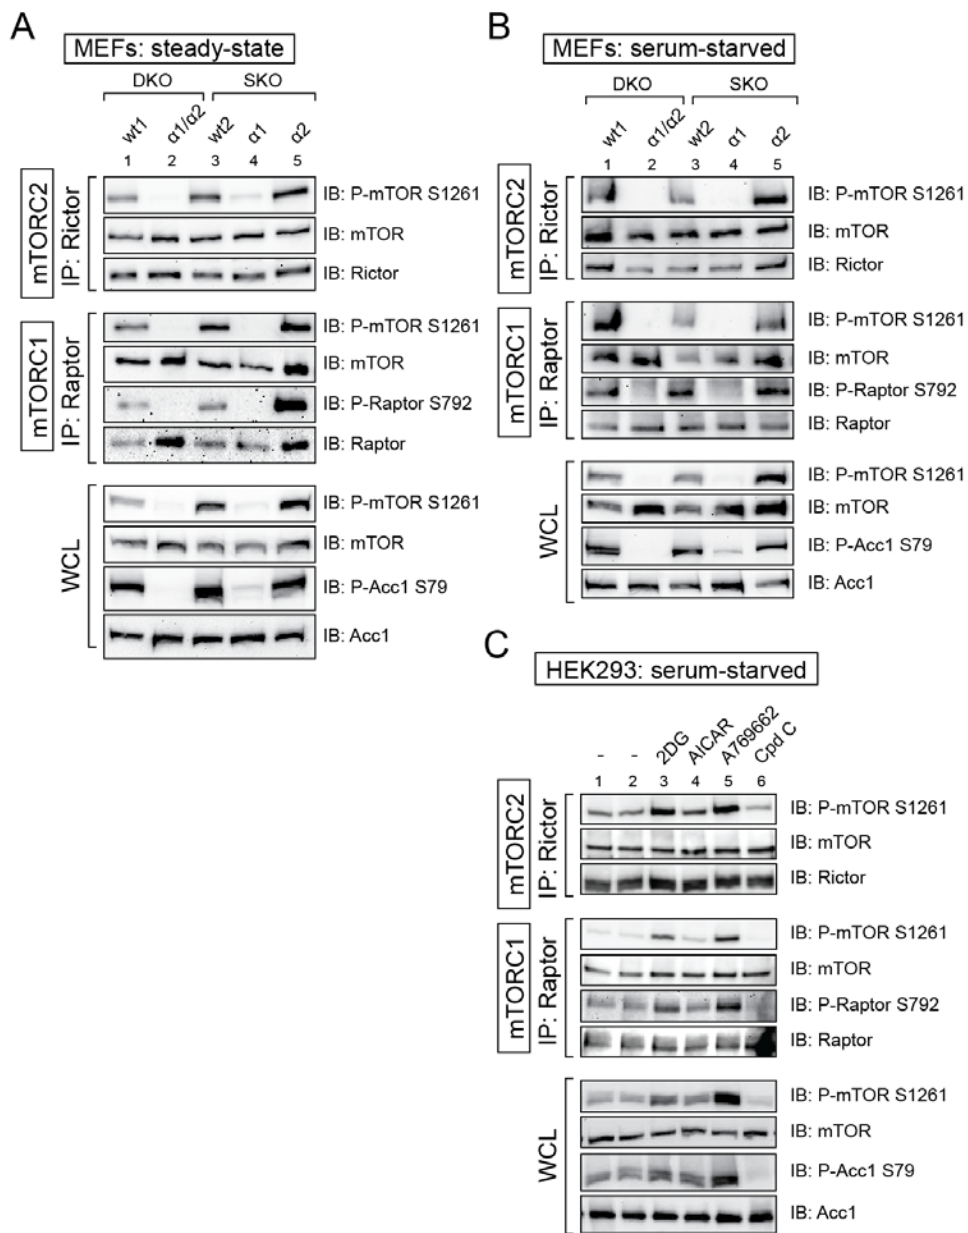 A
MEFs: steady-state
DKO
SKO
wt1
α1/α2
wt2
α1
α2
1
2
3
4
5
mTORC2
IP: Rictor
IB: P-mTOR S1261
IB: mTOR
IB: Rictor
mTORC1
IP: Raptor
IB: P-mTOR S1261
IB: mTOR
IB: P-Raptor S792
IB: Raptor
WCL
IB: P-mTOR S1261
IB: mTOR
IB: P-Acc1 S79
IB: Acc1
B
MEFs: serum-starved
DKO
SKO
wt1
α1/α2
wt2
α1
α2
1
2
3
4
5
mTORC2
IP: Rictor
IB: P-mTOR S1261
IB: mTOR
IB: Rictor
mTORC1
IP: Raptor
IB: P-mTOR S1261
IB: mTOR
IB: P-Raptor S792
IB: Raptor
WCL
IB: P-mTOR S1261
IB: mTOR
IB: P-Acc1 S79
IB: Acc1
C
HEK293: serum-starved
-
-
2DG
AICAR
A769662
Cpd C
1
2
3
4
5
6
mTORC2
IP: Rictor
IB: P-mTOR S1261
IB: mTOR
IB: Rictor
mTORC1
IP: Raptor
IB: P-mTOR S1261
IB: mTOR
IB: P-Raptor S792
IB: Raptor
WCL
IB: P-mTOR S1261
IB: mTOR
IB: P-Acc1 S79
IB: Acc1